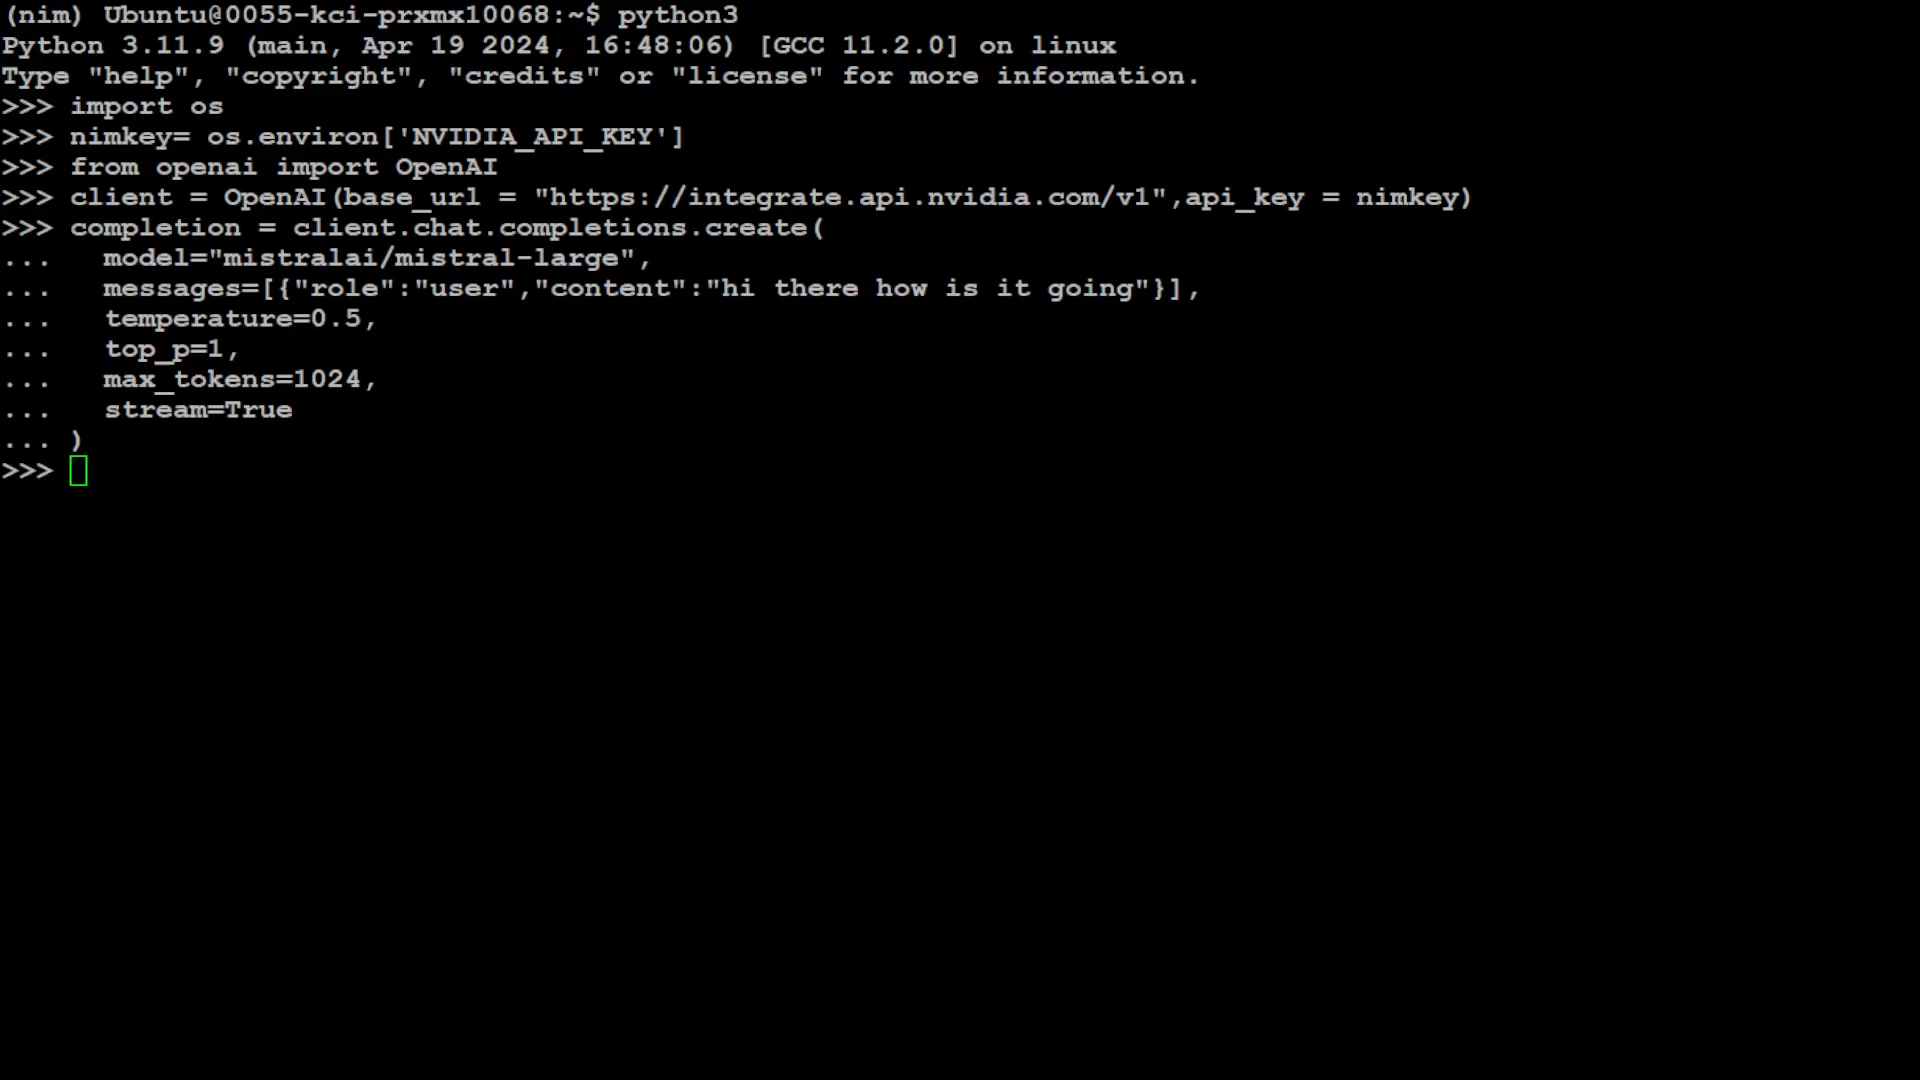 (nim) Ubuntu@0055-kci-prxmx10068:~$ python3
Python 3.11.9 (main, Apr 19 2024, 16:48:06) [GCC 11.2.0] on linux
Type "help", "copyright", "credits" or "license" for more information.
>>> import os
>>> nimkey= os.environ['NVIDIA_API_KEY']
>>> from openai import OpenAI
>>> client = OpenAI(base_url = "https://integrate.api.nvidia.com/v1",api_key = nimkey)
>>> completion = client.chat.completions.create(
...   model="mistralai/mistral-large",
...   messages=[{"role":"user","content":"hi there how is it going"}],
...   temperature=0.5,
...   top_p=1,
...   max_tokens=1024,
...   stream=True
... )
>>>